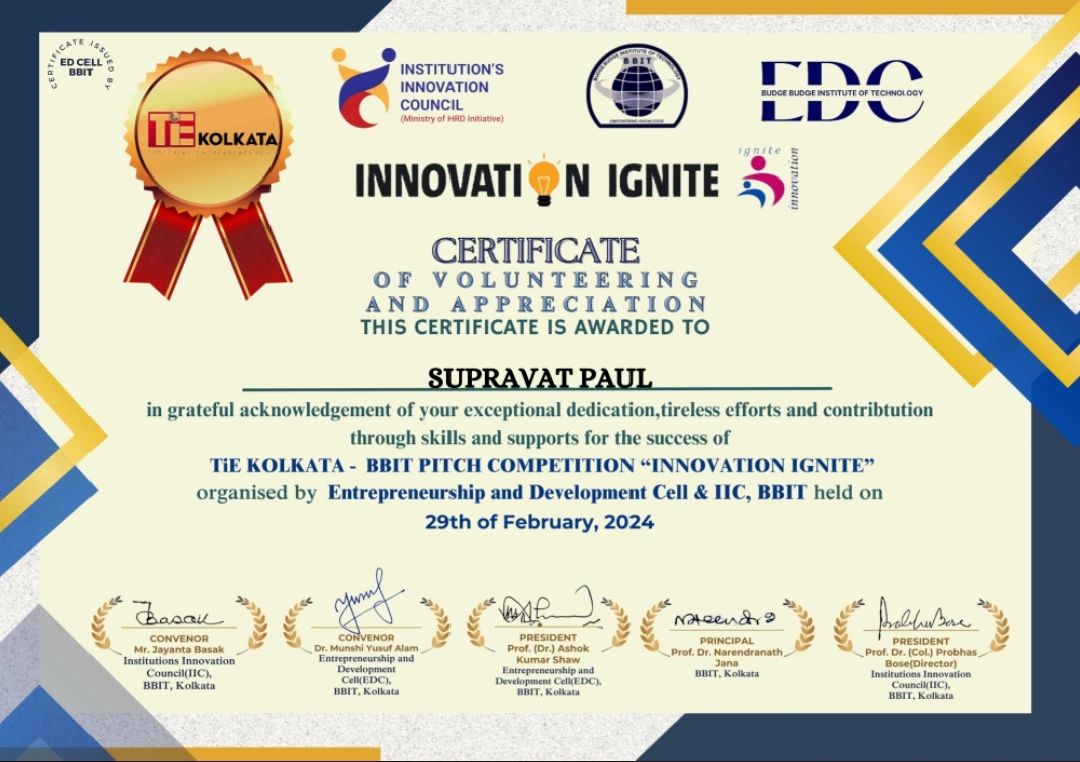 CERTIFICATE ISSUED BY
ED CELL
BBIT
TiE KOLKATA
INSTITUTION'S
INNOVATION
COUNCIL
(Ministry of HRD Initiative)
BUDGE BUDGE INSTITUTE OF TECHNOLOGY
BBIT
EMPOWERING KNOWLEDGE
EDC
BUDGE BUDGE INSTITUTE OF TECHNOLOGY
INNOVATION IGNITE
ignite
innovation
CERTIFICATE
OF VOLUNTEERING
AND APPRECIATION
THIS CERTIFICATE IS AWARDED TO
SUPRAVAT PAUL
in grateful acknowledgement of your exceptional dedication,tireless efforts and contribtution
through skills and supports for the success of
TiE KOLKATA - BBIT PITCH COMPETITION “INNOVATION IGNITE”
organised by Entrepreneurship and Development Cell & IIC, BBIT held on
29th of February, 2024
Basak
CONVENOR
Mr. Jayanta Basak
Institutions Innovation
Council(IIC),
BBIT, Kolkata
Yusuf
CONVENOR
Dr. Munshi Yusuf Alam
Entrepreneurship and
Development
Cell(EDC),
BBIT, Kolkata
PRESIDENT
Prof. (Dr.) Ashok
Kumar Shaw
Entrepreneurship and
Development Cell(EDC),
BBIT, Kolkata
PRINCIPAL
Prof. Dr. Narendranath
Jana
BBIT, Kolkata
PRESIDENT
Prof. Dr. (Col.) Probhas
Bose(Director)
Institutions Innovation
Council(IIC),
BBIT, Kolkata